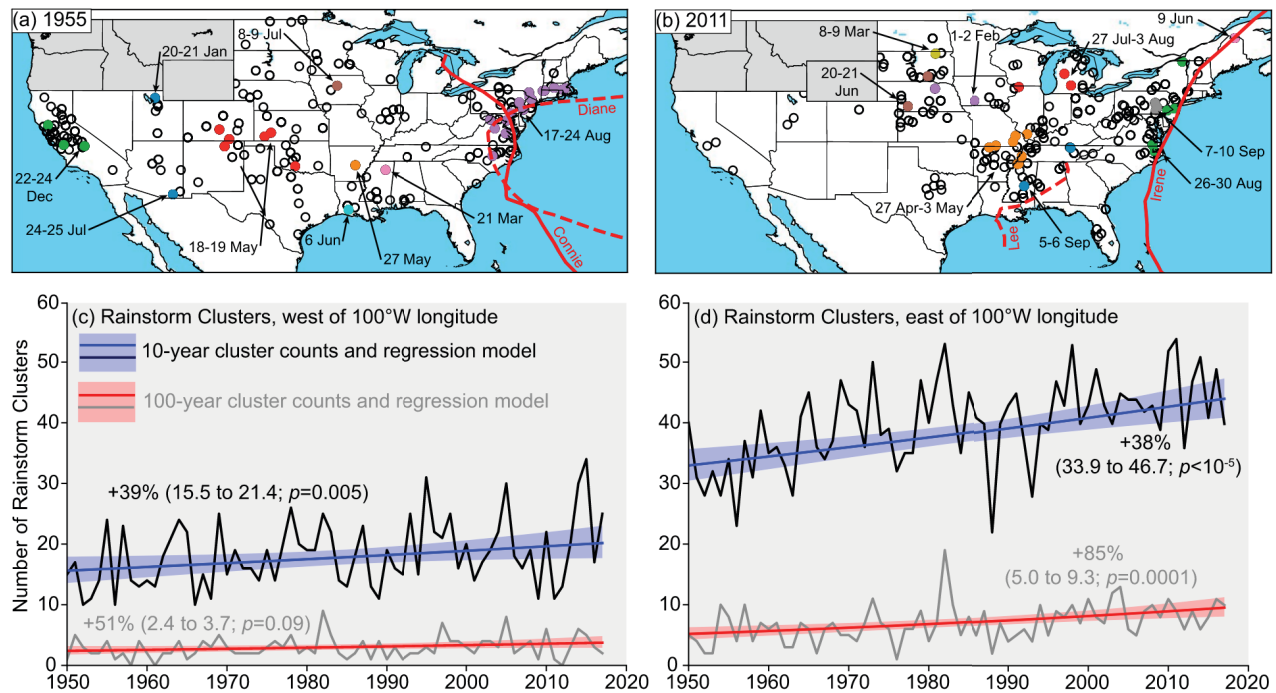 (a) 1955
8-9 Jul
20-21 Jan
Diane
17-24 Aug
22-24
Dec
24-25 Jul
18-19 May
6 Jun
21 Mar
27 May
Connie
(b) 2011
9 Jun
8-9 Mar
1-2 Feb
27 Jul-3 Aug
20-21
Jun
7-10 Sep
26-30 Aug
Irene
27 Apr-3 May
Lee
5-6 Sep
Number of Rainstorm Clusters
60
50
40
30
20
10
0
(c) Rainstorm Clusters, west of 100°W longitude
10-year cluster counts and regression model
100-year cluster counts and regression model
+39% (15.5 to 21.4; p=0.005)
+51% (2.4 to 3.7; p=0.09)
1950 1960 1970 1980 1990 2000 2010 2020
60
50
40
30
20
10
0
(d) Rainstorm Clusters, east of 100°W longitude
+38%
(33.9 to 46.7; p<10-5)
+85%
(5.0 to 9.3; p=0.0001)
1950 1960 1970 1980 1990 2000 2010 2020